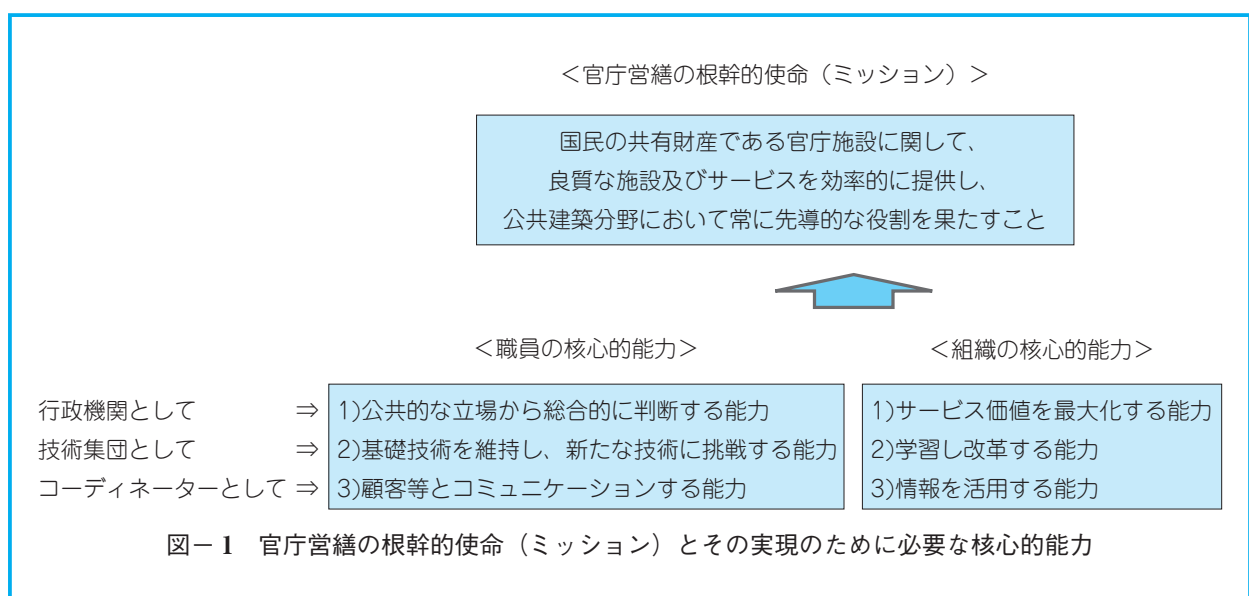 ＜官庁営繕の根幹的使命（ミッション）＞
国民の共有財産である官庁施設に関して、
良質な施設及びサービスを効率的に提供し、
公共建築分野において常に先導的な役割を果たすこと
＜職員の核心的能力＞ ＜組織の核心的能力＞
行政機関として ⇒ 1)公共的な立場から総合的に判断する能力 1)サービス価値を最大化する能力
技術集団として ⇒ 2)基礎技術を維持し、新たな技術に挑戦する能力 2)学習し改革する能力
コーディネーターとして ⇒ 3)顧客等とコミュニケーションする能力 3)情報を活用する能力
図－1 官庁営繕の根幹的使命（ミッション）とその実現のために必要な核心的能力